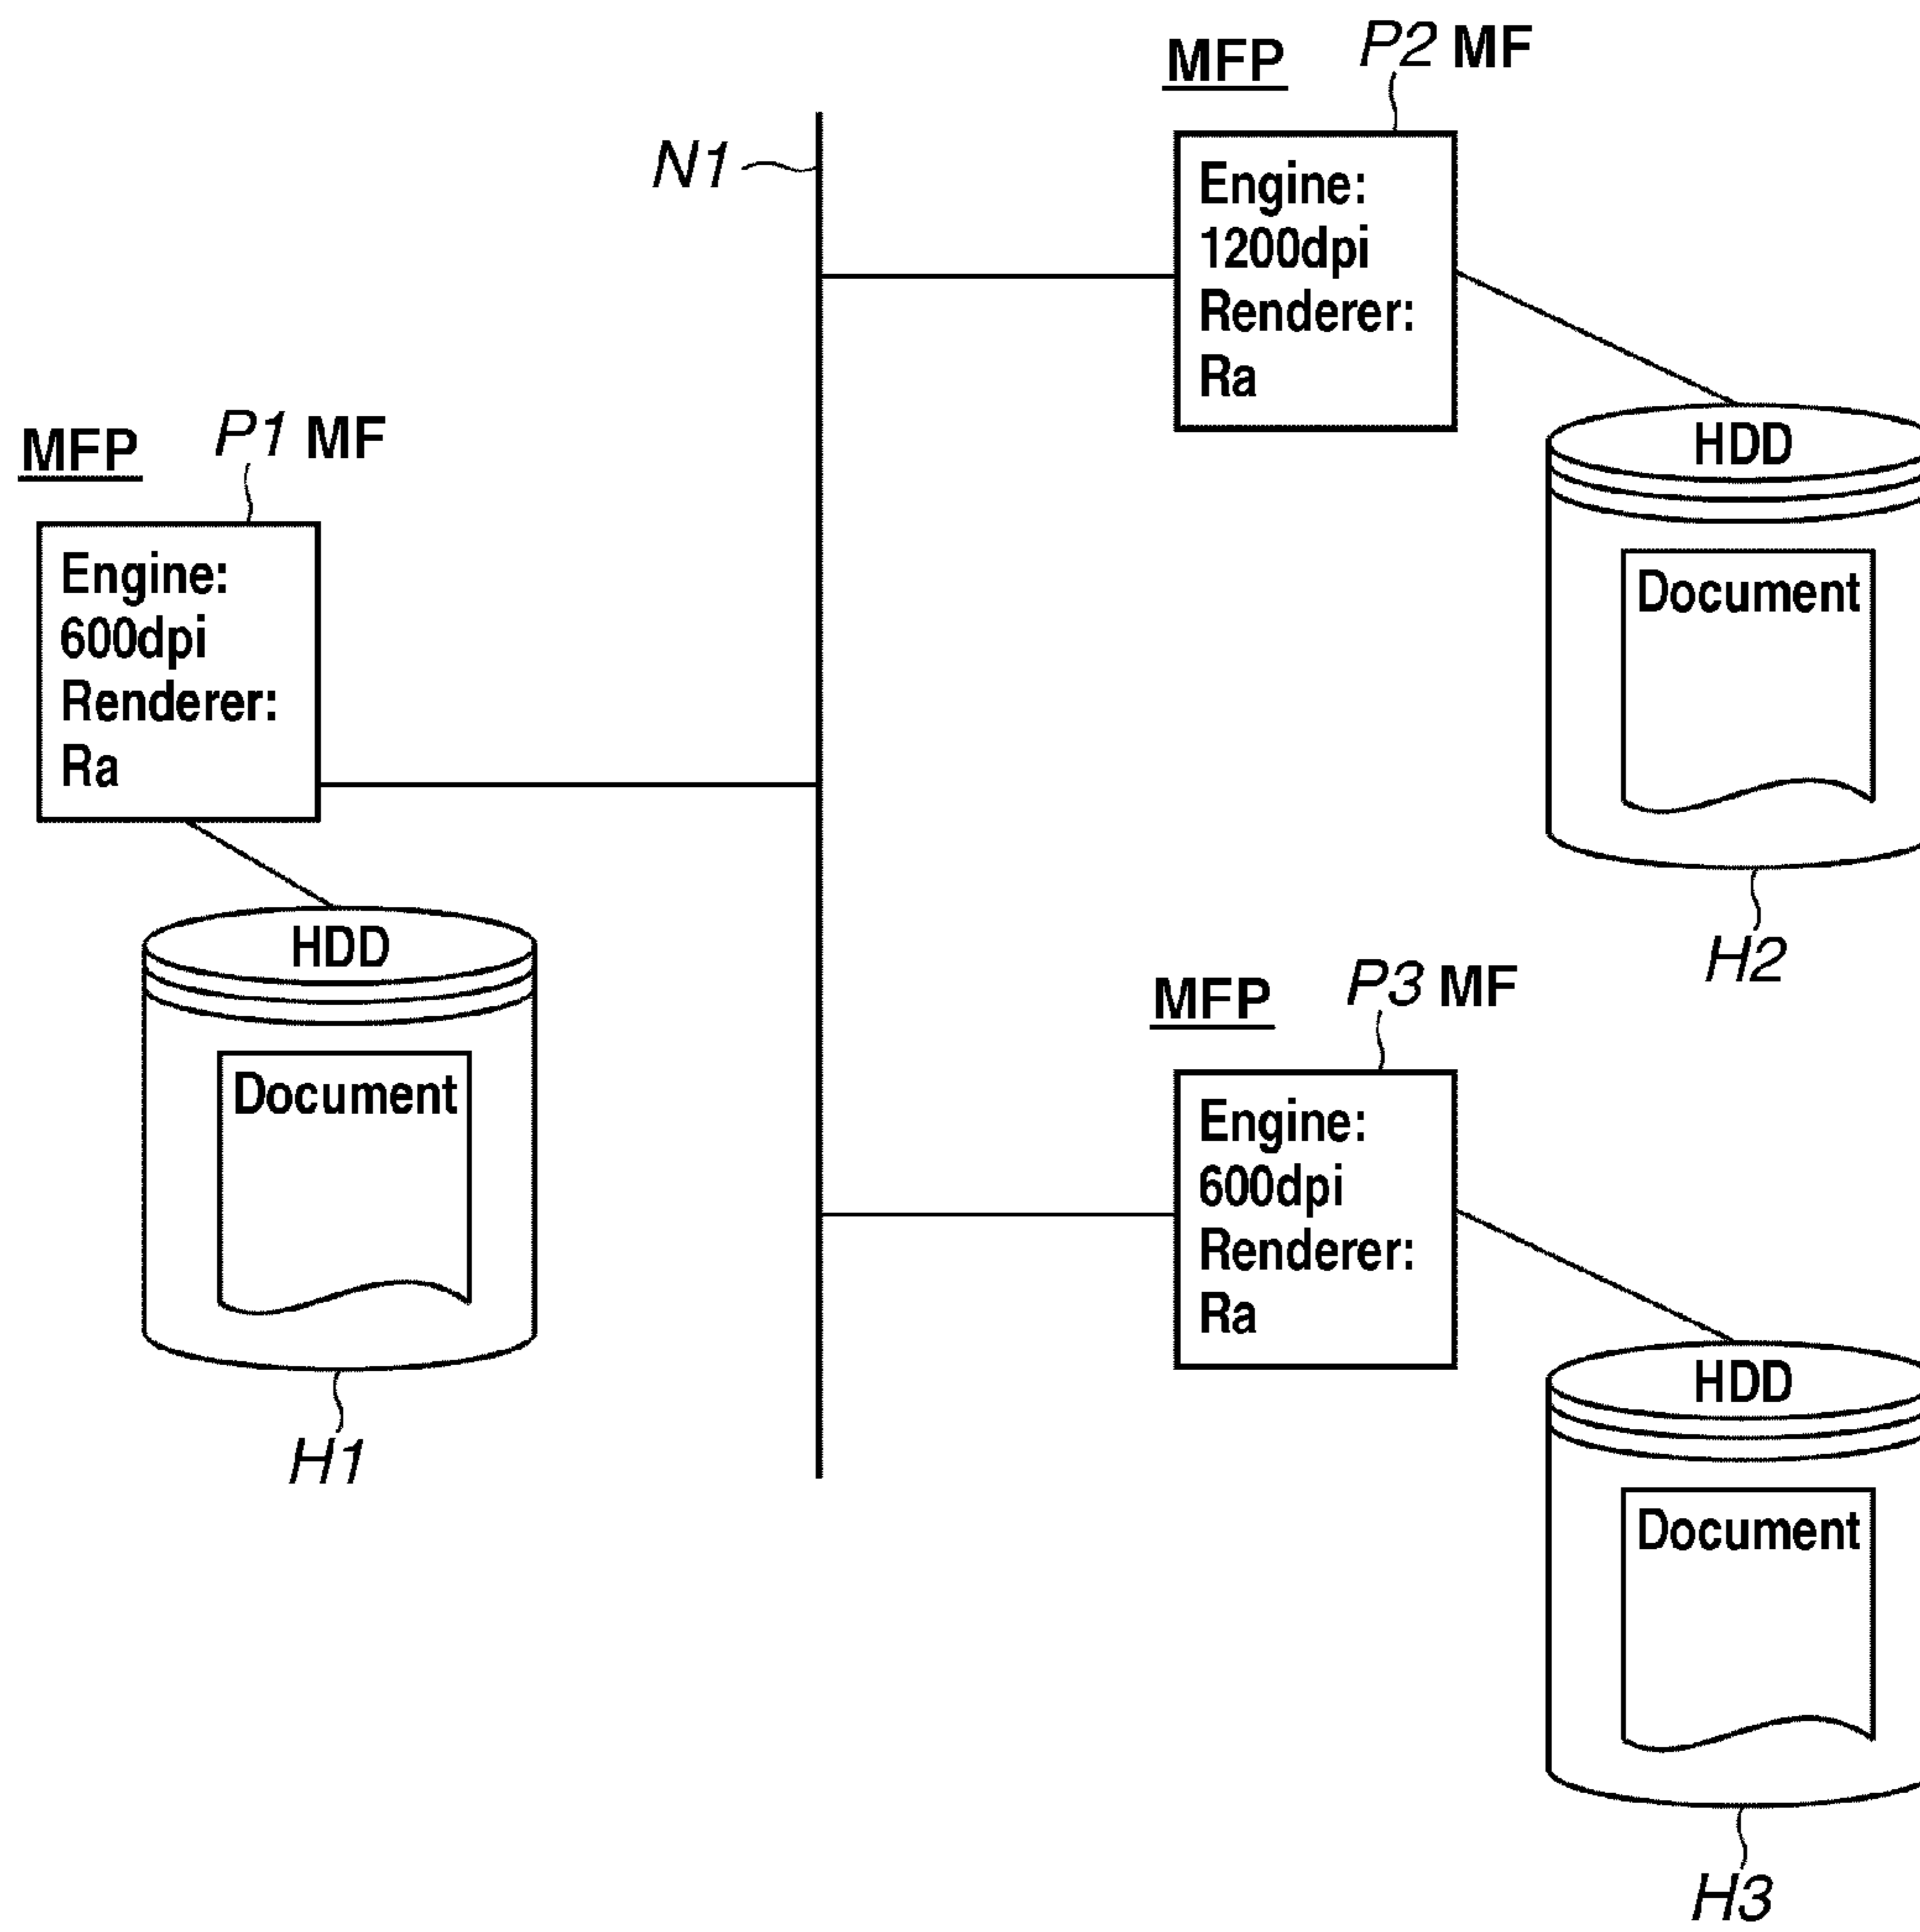 MFP P2 MF
N1
Engine:
1200dpi
Renderer:
Ra
HDD
Document
H2
MFP P1 MF
Engine:
600dpi
Renderer:
Ra
HDD
Document
H1
MFP P3 MF
Engine:
600dpi
Renderer:
Ra
HDD
Document
H3